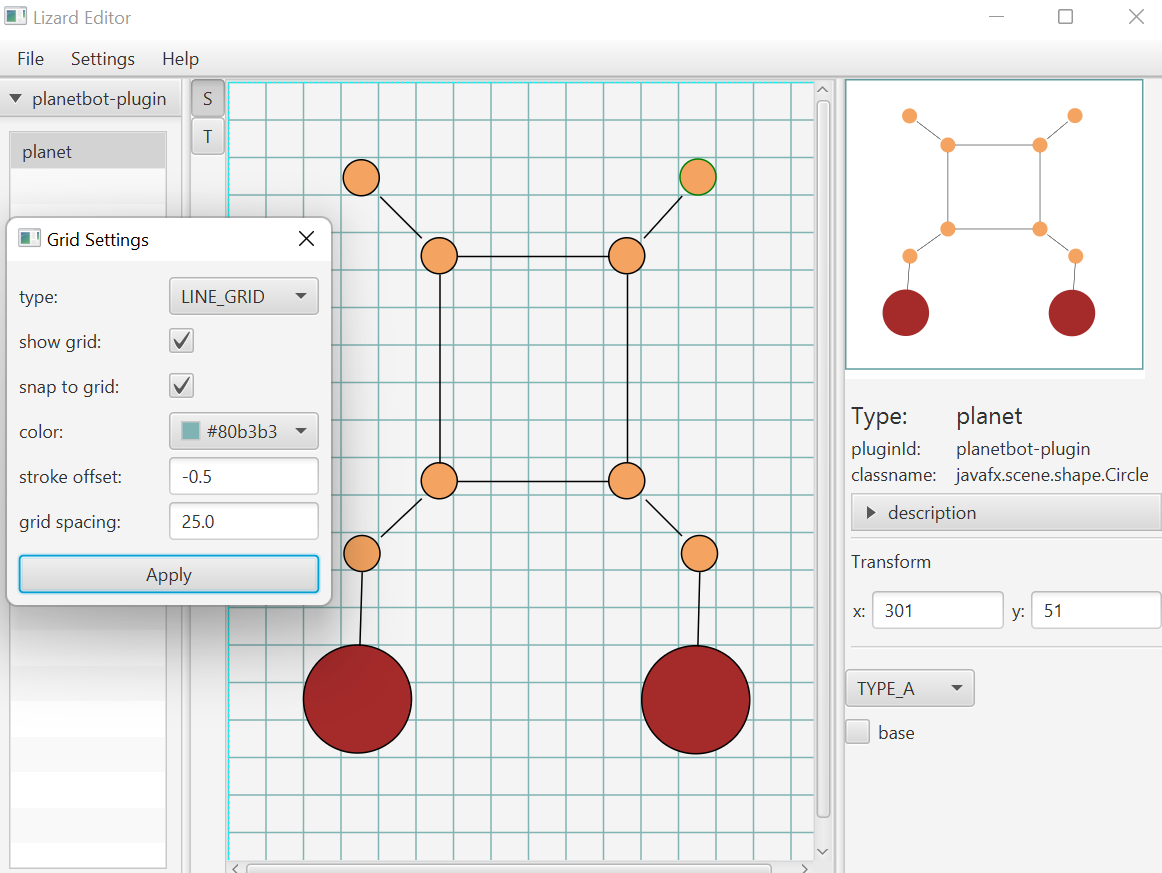 Lizard Editor
File Settings Help
planetbot-plugin
planet
S
T
Grid Settings
type: LINE_GRID
show grid:
snap to grid:
color: #80b3b3
stroke offset: -0.5
grid spacing: 25.0
Apply
Type: planet
pluginId: planetbot-plugin
classname: javafx.scene.shape.Circle
description
Transform
x: 301 y: 51
TYPE_A
base